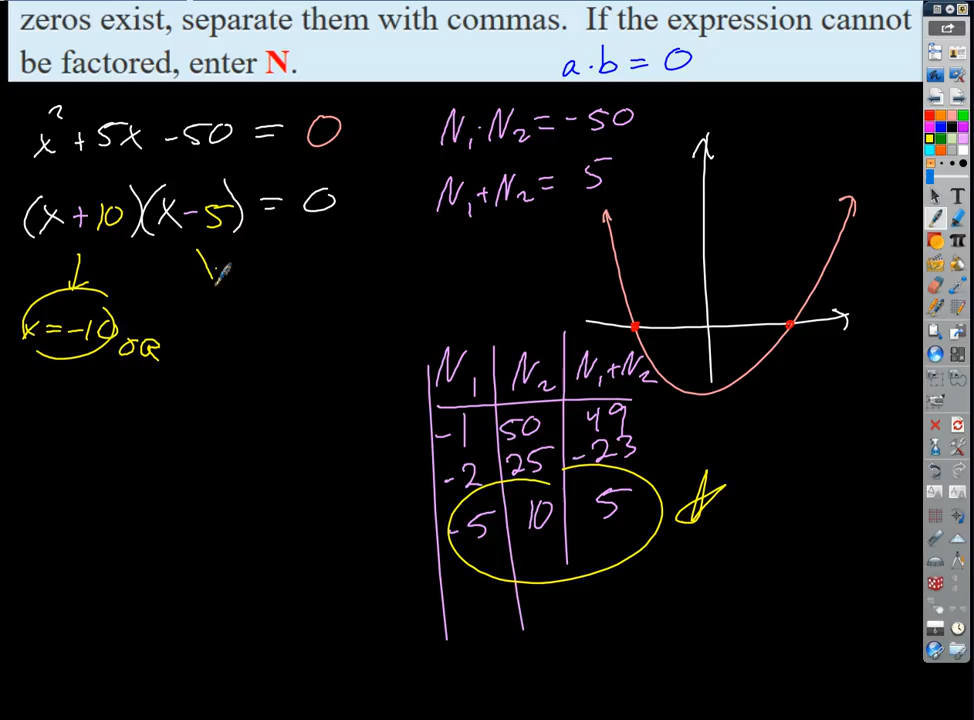 zeros exist, separate them with commas. If the expression cannot
be factored, enter N.
a · b = 0
x² + 5x - 50 = 0
(x + 10)(x - 5) = 0
x = -10 OR
N₁ · N₂ = -50
N₁ + N₂ = 5
N₁ N₂ N₁+N₂
-1 50 49
-2 25 -23
-5 10 5